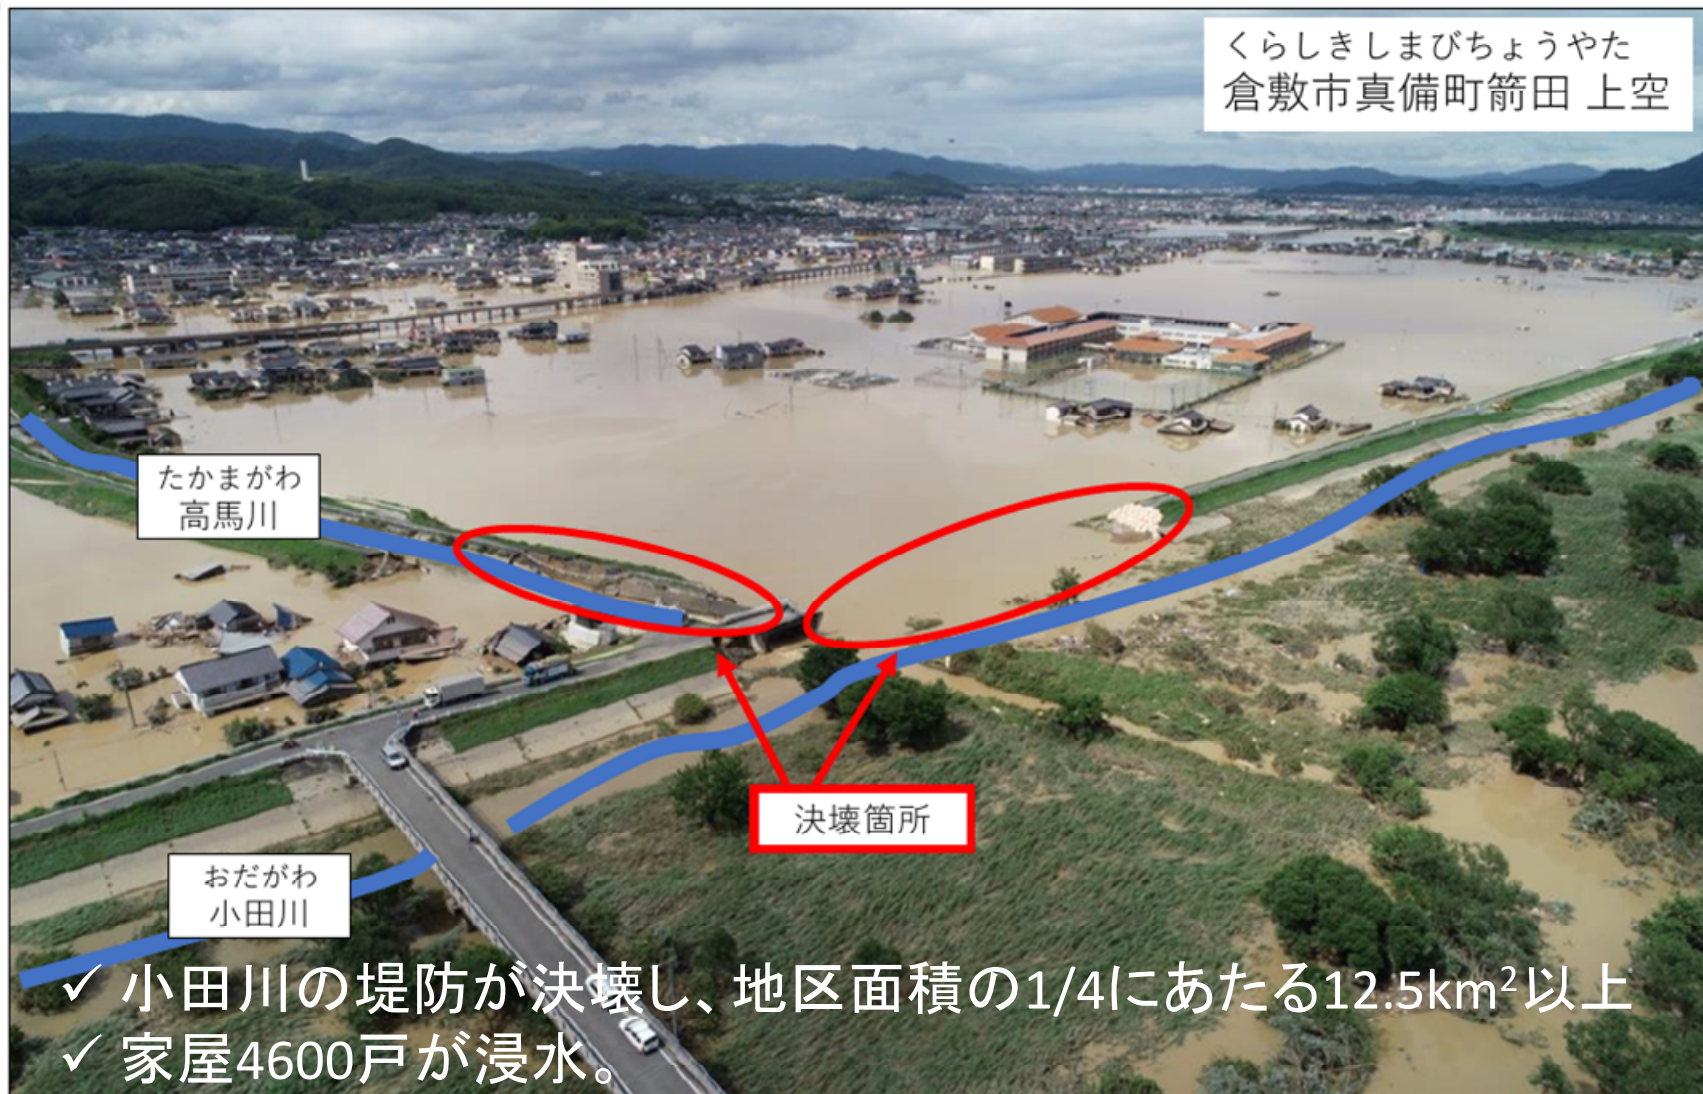 くらしきしまびちょうやた
倉敷市真備町箭田 上空
たかまがわ
高馬川
決壊箇所
おだがわ
小田川
✓ 小田川の堤防が決壊し、地区面積の1/4にあたる12.5km²以上
✓ 家屋4600戸が浸水。